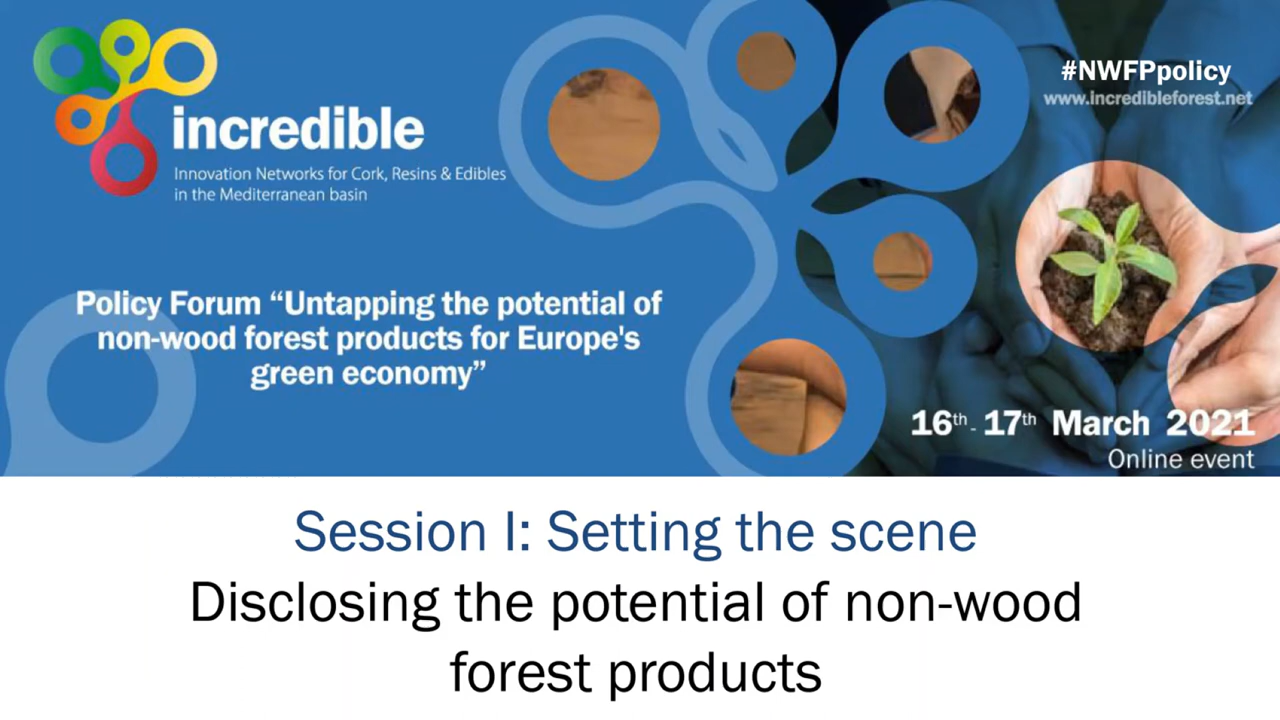 #NWFPpolicy
www.incredibleforest.net
incredible
Innovation Networks for Cork, Resins & Edibles
in the Mediterranean basin
Policy Forum “Untapping the potential of
non-wood forest products for Europe's
green economy”
16th - 17th March 2021
Online event
Session I: Setting the scene
Disclosing the potential of non-wood
forest products